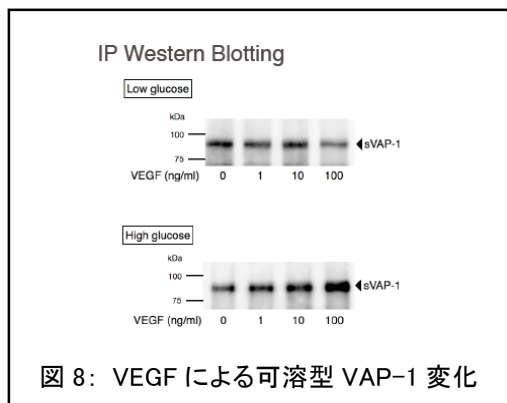 IP Western Blotting
Low glucose
kDa
100
75
◀sVAP-1
VEGF (ng/ml) 0 1 10 100
High glucose
kDa
100
75
◀sVAP-1
VEGF (ng/ml) 0 1 10 100
図 8: VEGF による可溶型 VAP-1 変化